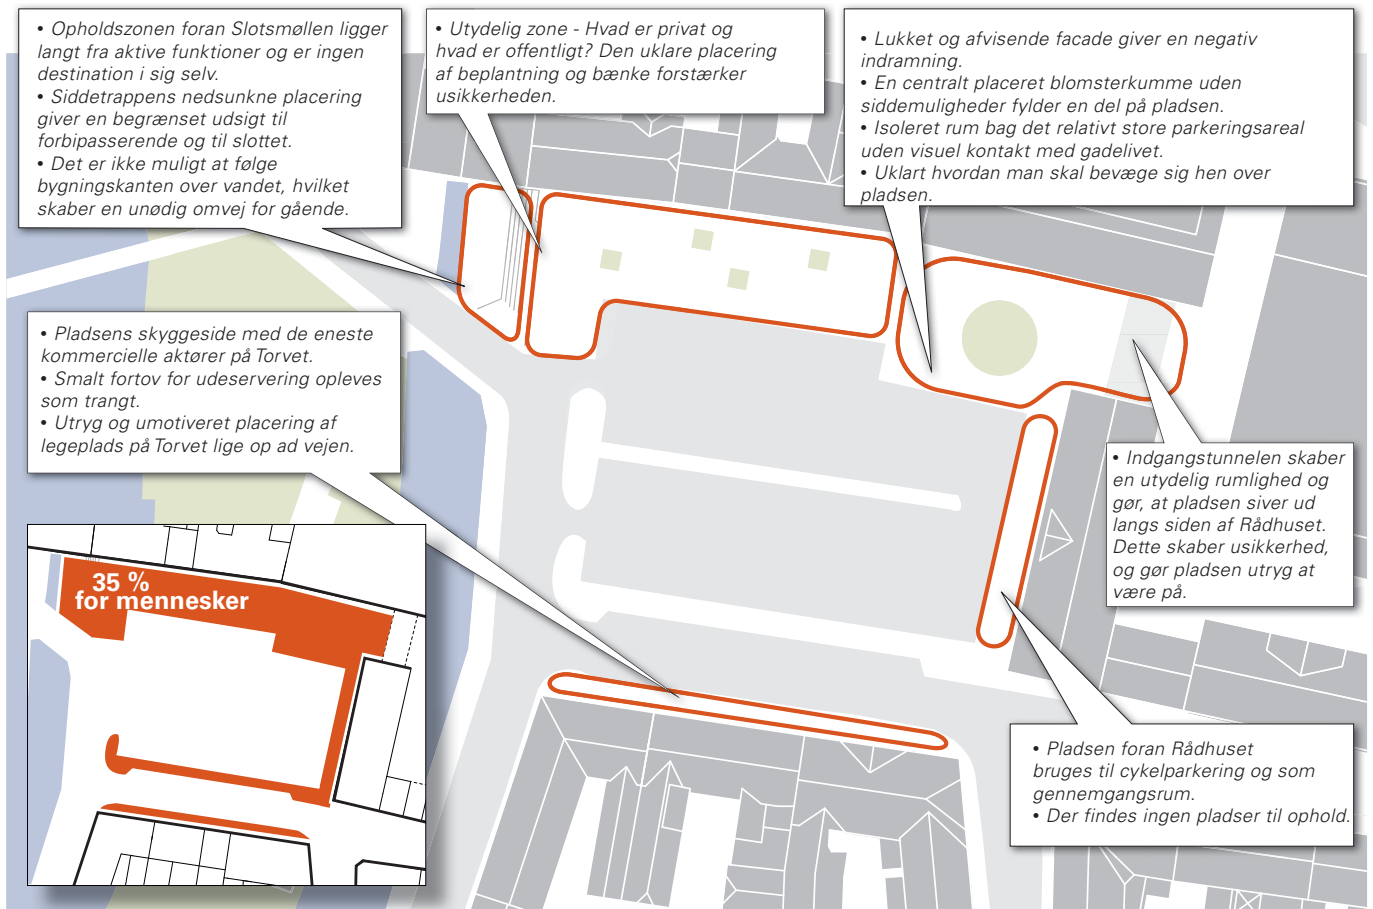 • Opholdszonen foran Slotsmøllen ligger
langt fra aktive funktioner og er ingen
destination i sig selv.
• Siddetrappens nedsunkne placering
giver en begrænset udsigt til
forbipasserende og til slottet.
• Det er ikke muligt at følge
bygningskanten over vandet, hvilket
skaber en unødig omvej for gående.
• Utydelig zone - Hvad er privat og
hvad er offentligt? Den uklare placering
af beplantning og bænke forstærker
usikkerheden.
• Lukket og afvisende facade giver en negativ
indramning.
• En centralt placeret blomsterkumme uden
siddemuligheder fylder en del på pladsen.
• Isoleret rum bag det relativt store parkeringsareal
uden visuel kontakt med gadelivet.
• Uklart hvordan man skal bevæge sig hen over
pladsen.
• Pladsens skyggeside med de eneste
kommercielle aktører på Torvet.
• Smalt fortov for udeservering opleves
som trangt.
• Utryg og umotiveret placering af
legeplads på Torvet lige op ad vejen.
• Indgangstunnelen skaber
en utydelig rumlighed og
gør, at pladsen siver ud
langs siden af Rådhuset.
Dette skaber usikkerhed,
og gør pladsen utryg at
være på.
35 %
for mennesker
• Pladsen foran Rådhuset
bruges til cykelparkering og som
gennemgangsrum.
• Der findes ingen pladser til ophold.